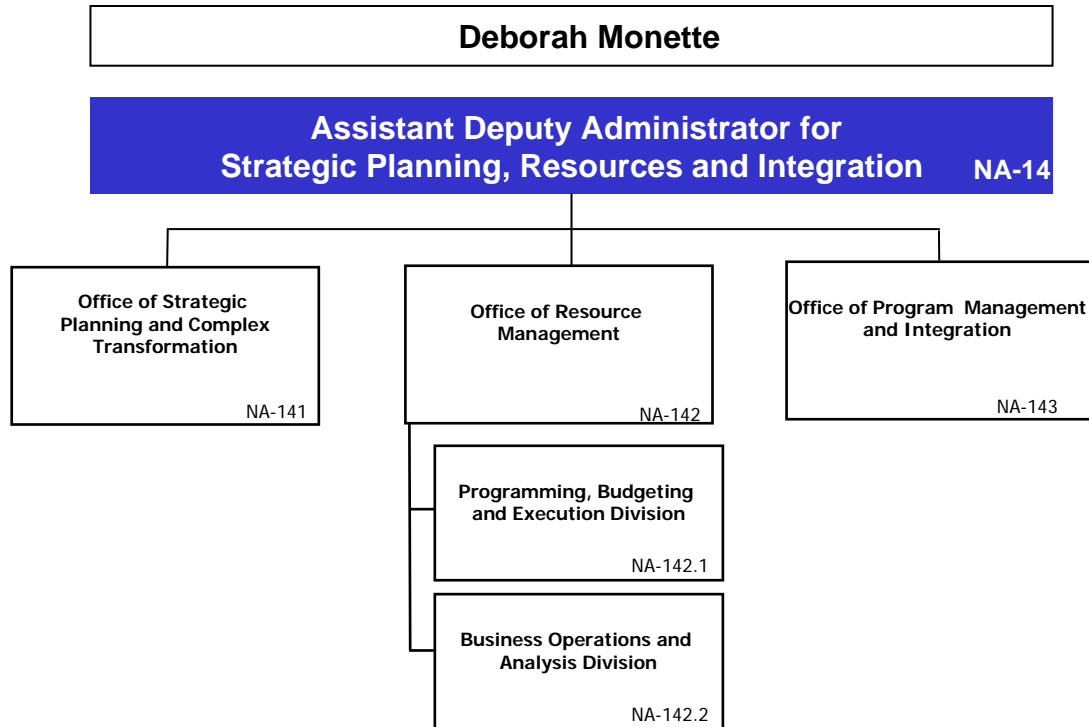 Deborah Monette
Assistant Deputy Administrator for
Strategic Planning, Resources and Integration NA-14
Office of Strategic
Planning and Complex
Transformation
NA-141
Office of Resource
Management
NA-142
Office of Program Management
and Integration
NA-143
Programming, Budgeting
and Execution Division
NA-142.1
Business Operations and
Analysis Division
NA-142.2